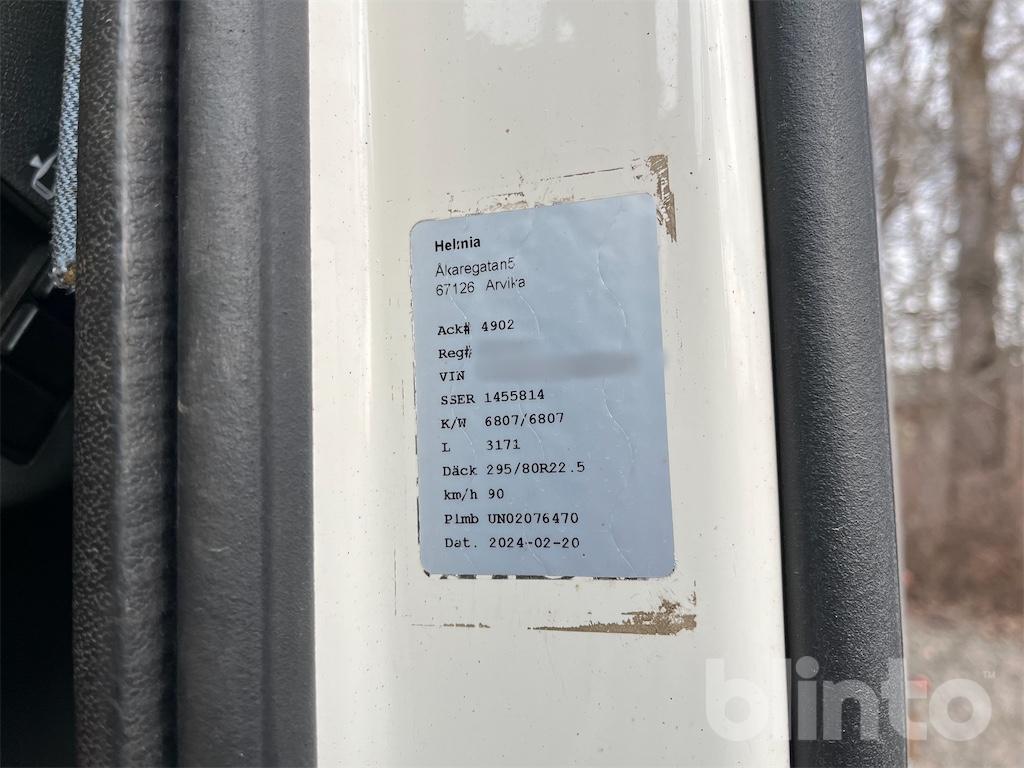 Helmia
Åkaregatan5
67126 Arvika
Ack# 4902
Reg#
VIN
SSER 1455814
K/W 6807/6807
L 3171
Däck 295/80R22.5
km/h 90
Plmb UN02076470
Dat. 2024-02-20
blinto™